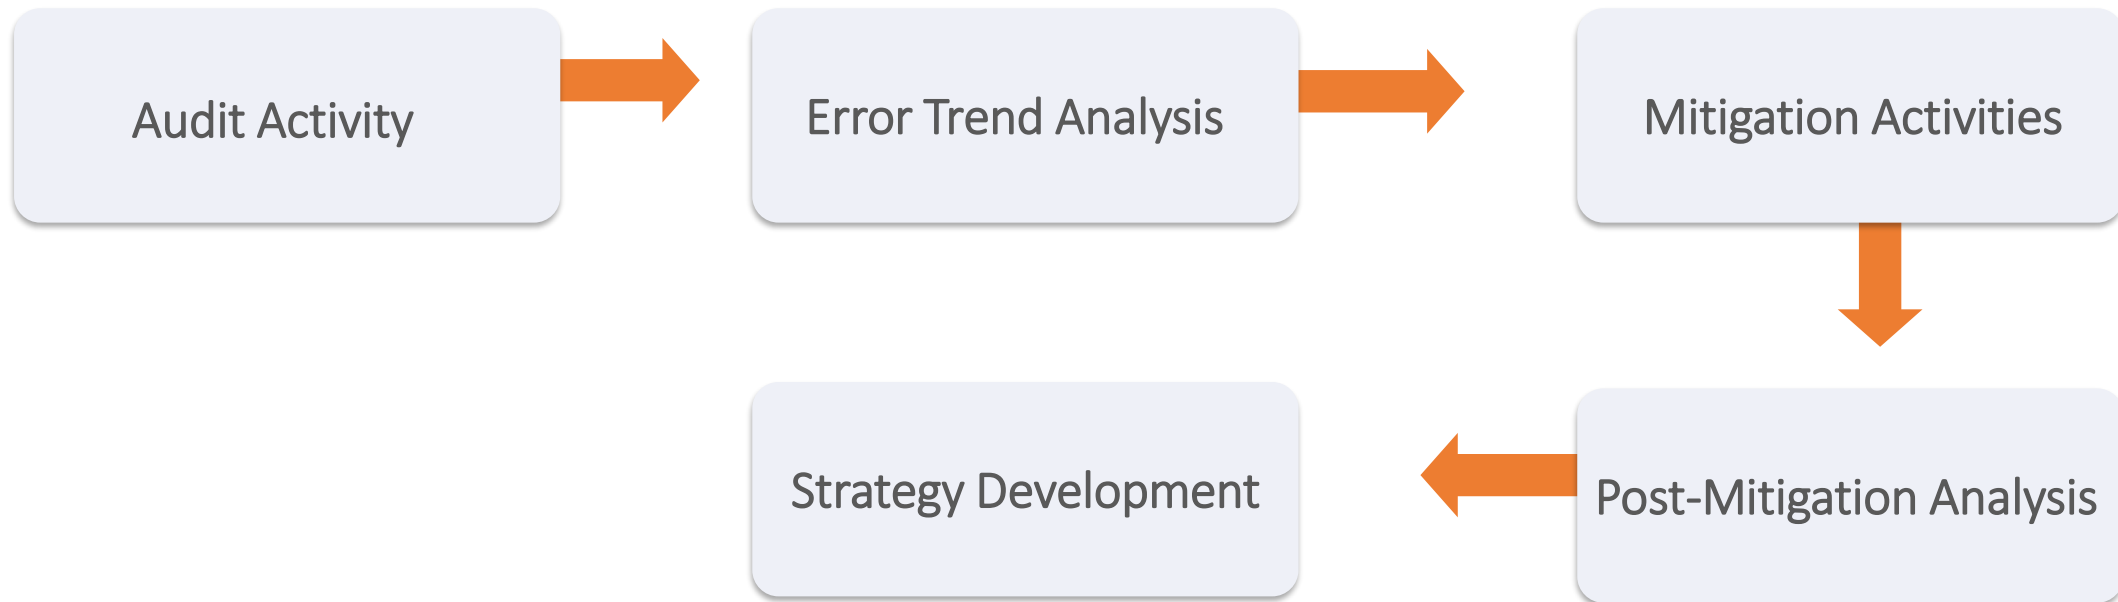 Audit Activity
Error Trend Analysis
Mitigation Activities
Post-Mitigation Analysis
Strategy Development